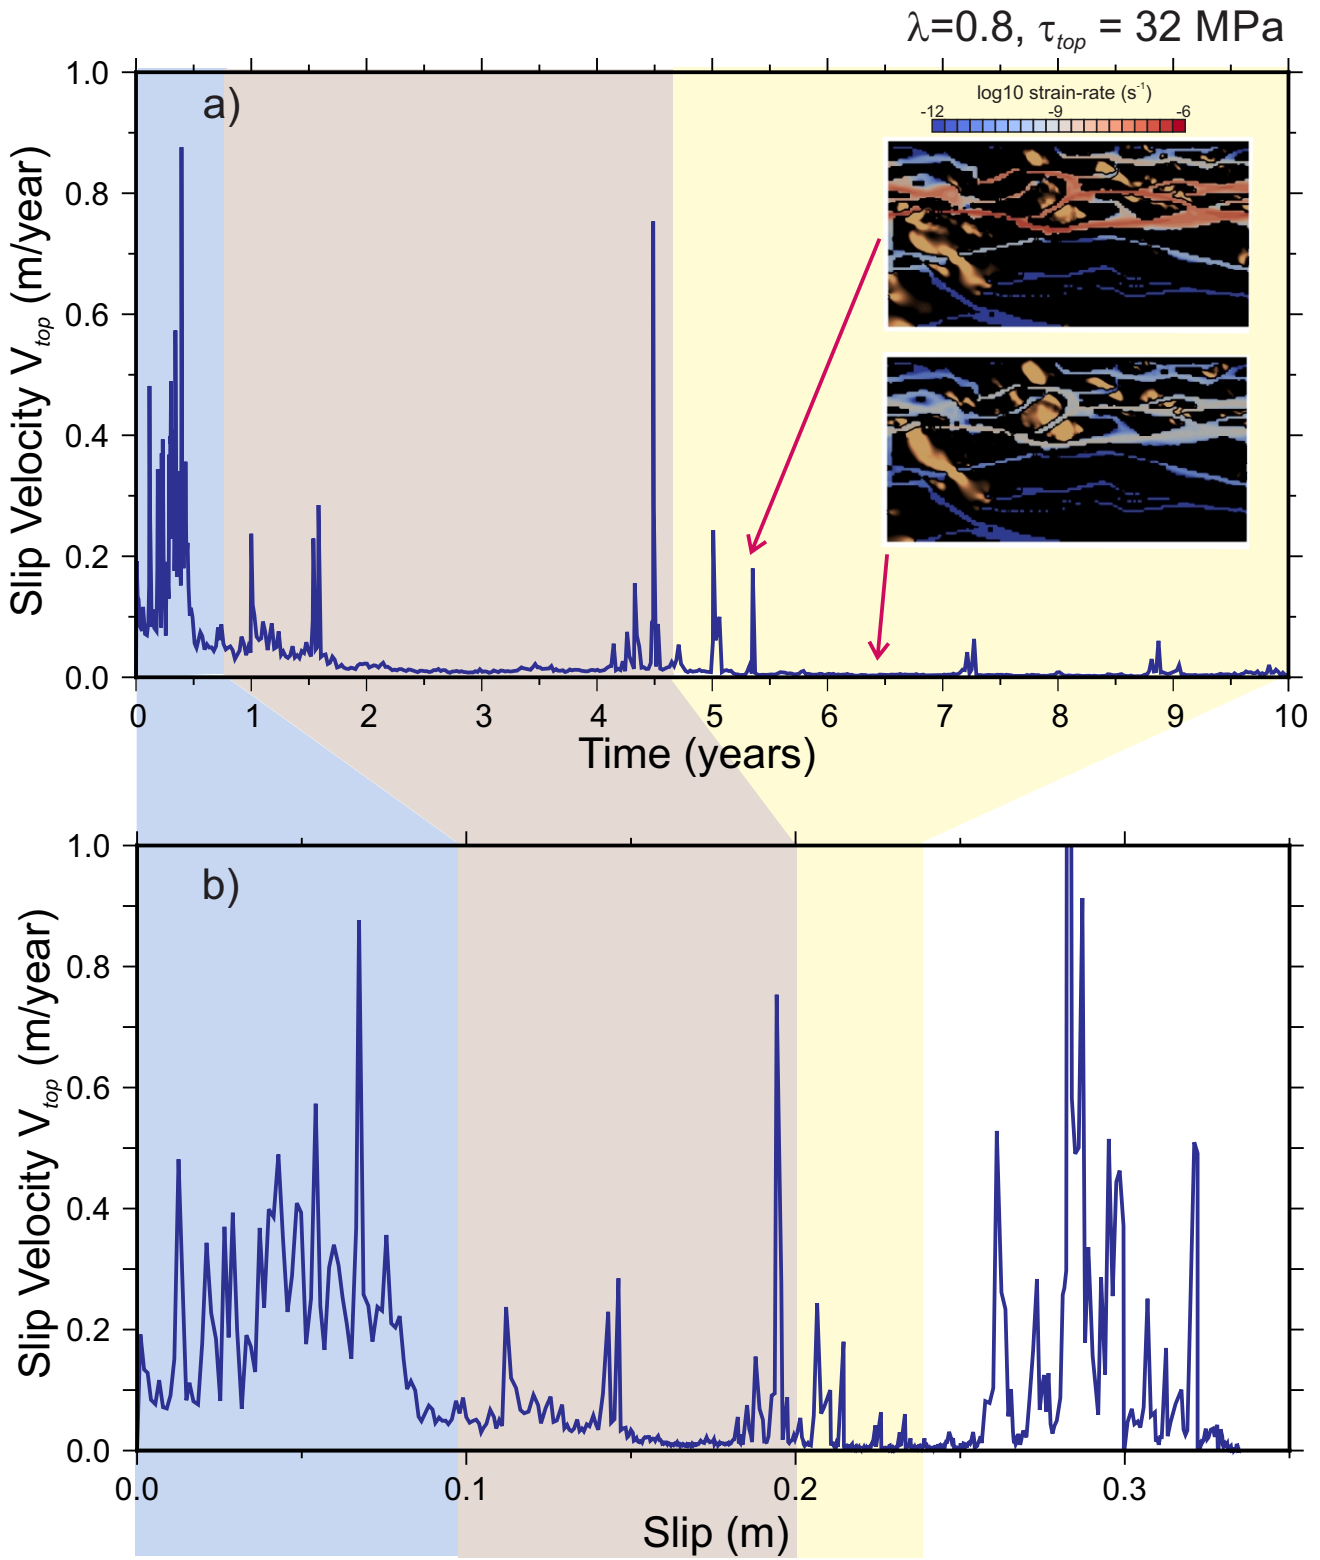 λ=0.8, τtop = 32 MPa
a)
log10 strain-rate (s-1)
-12 -9 -6
Slip Velocity Vtop (m/year)
1.0
0.8
0.6
0.4
0.2
0.0
0 1 2 3 4 5 6 7 8 9 10
Time (years)
b)
Slip Velocity Vtop (m/year)
1.0
0.8
0.6
0.4
0.2
0.0
0.0 0.1 0.2 0.3
Slip (m)